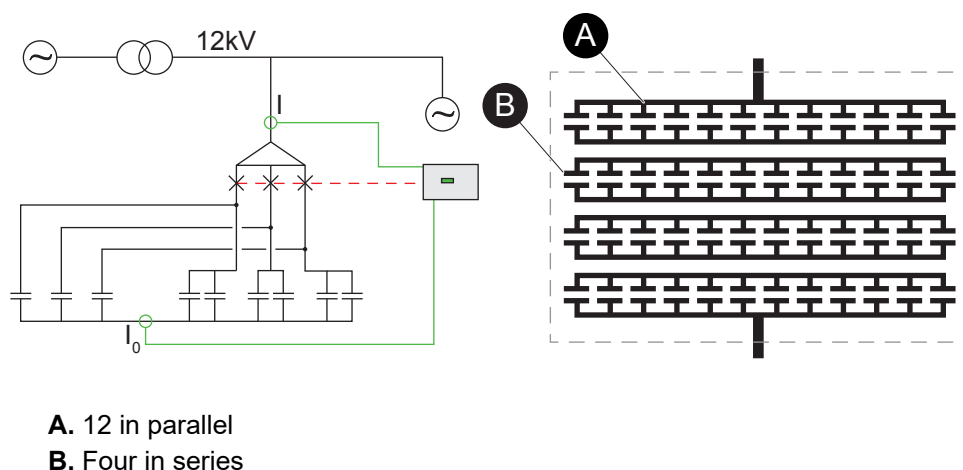 12kV
I
I0
A
B
A. 12 in parallel
B. Four in series